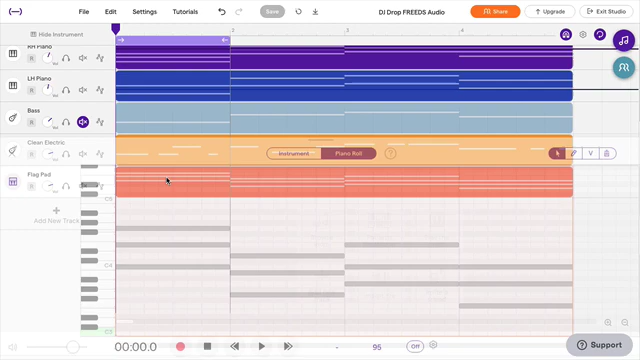 File Edit Settings Tutorials Save DJ Drop FREEDS Audio Share Upgrade Exit Studio
Hide Instrument 2 3 4
RH Piano
R
LH Piano
R
Bass
R
Clean Electric
R
Instrument Piano Roll ? V
Flag Pad
R
Add New Track
C5
C4
C3
00:00.0 - 95 Off
Support